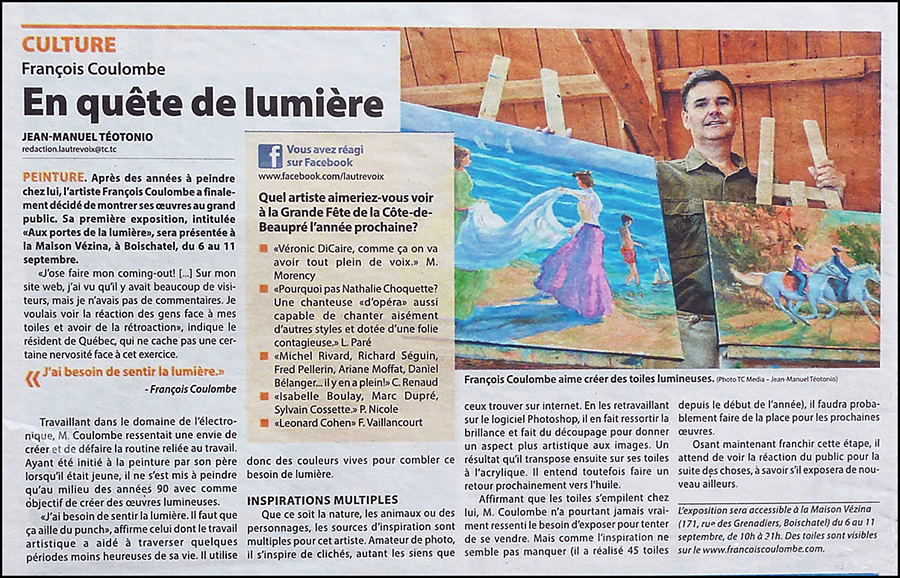 CULTURE
François Coulombe
En quête de lumière
JEAN-MANUEL TÉOTONIO
redaction.lautrevoix@tc.tc
PEINTURE. Après des années à peindre
chez lui, l'artiste François Coulombe a finale-
ment décidé de montrer ses œuvres au grand
public. Sa première exposition, intitulée
«Aux portes de la lumière», sera présentée à
la Maison Vézina, à Boischatel, du 6 au 11
septembre.
«J'ose faire mon coming-out! [...] Sur mon
site web, j'ai vu qu'il y avait beaucoup de visi-
teurs, mais je n'avais pas de commentaires. Je
voulais voir la réaction des gens face à mes
toiles et avoir de la rétroaction», indique le
résident de Québec, qui ne cache pas une cer-
taine nervosité face à cet exercice.
«J'ai besoin de sentir la lumière.»
- François Coulombe
Travaillant dans le domaine de l'électro-
nique, M. Coulombe ressentait une envie de
créer et de défaire la routine reliée au travail.
Ayant été initié à la peinture par son père
lorsqu'il était jeune, il ne s'est mis à peindre
qu'au milieu des années 90 avec comme
objectif de créer des œuvres lumineuses.
«J'ai besoin de sentir la lumière. Il faut que
ça aille du punch», affirme celui dont le travail
artistique a aidé à traverser quelques
périodes moins heureuses de sa vie. Il utilise
f Vous avez réagi
sur Facebook
www.facebook.com/lautrevoix
Quel artiste aimeriez-vous voir
à la Grande Fête de la Côte-de-
Beaupré l'année prochaine?
«Véronic DiCaire, comme ça on va
avoir tout plein de voix.» M.
Morency
«Pourquoi pas Nathalie Choquette?
Une chanteuse «d'opéra» aussi
capable de chanter aisément
d'autres styles et dotée d'une folie
contagieuse.» L. Paré
«Michel Rivard, Richard Séguin,
Fred Pellerin, Ariane Moffat, Daniel
Bélanger... il y en a plein!» C. Renaud
«Isabelle Boulay, Marc Dupré,
Sylvain Cossette.» P. Nicole
«Leonard Cohen» F. Vaillancourt
donc des couleurs vives pour combler ce
besoin de lumière.
INSPIRATIONS MULTIPLES
Que ce soit la nature, les animaux ou des
personnages, les sources d'inspiration sont
multiples pour cet artiste. Amateur de photo,
il s'inspire de clichés, autant les siens que
François Coulombe aime créer des toiles lumineuses. (Photo TC Media – Jean-Manuel Téotonio)
ceux trouver sur internet. En les retravaillant
sur le logiciel Photoshop, il en fait ressortir la
brillance et fait du découpage pour donner
un aspect plus artistique aux images. Un
résultat qu'il transpose ensuite sur ses toiles
à l'acrylique. Il entend toutefois faire un
retour prochainement vers l'huile.
Affirmant que les toiles s'empilent chez
lui, M. Coulombe n'a pourtant jamais vrai-
ment ressenti le besoin d'exposer pour tenter
de se vendre. Mais comme l'inspiration ne
semble pas manquer (il a réalisé 45 toiles
depuis le début de l'année), il faudra proba-
blement faire de la place pour les prochaines
œuvres.
Osant maintenant franchir cette étape, il
attend de voir la réaction du public pour la
suite des choses, à savoir s'il exposera de nou-
veau ailleurs.
L'exposition sera accessible à la Maison Vézina
(171, rue des Grenadiers, Boischatel) du 6 au 11
septembre, de 10h à 21h. Des toiles sont visibles
sur le www.francoiscoulombe.com.